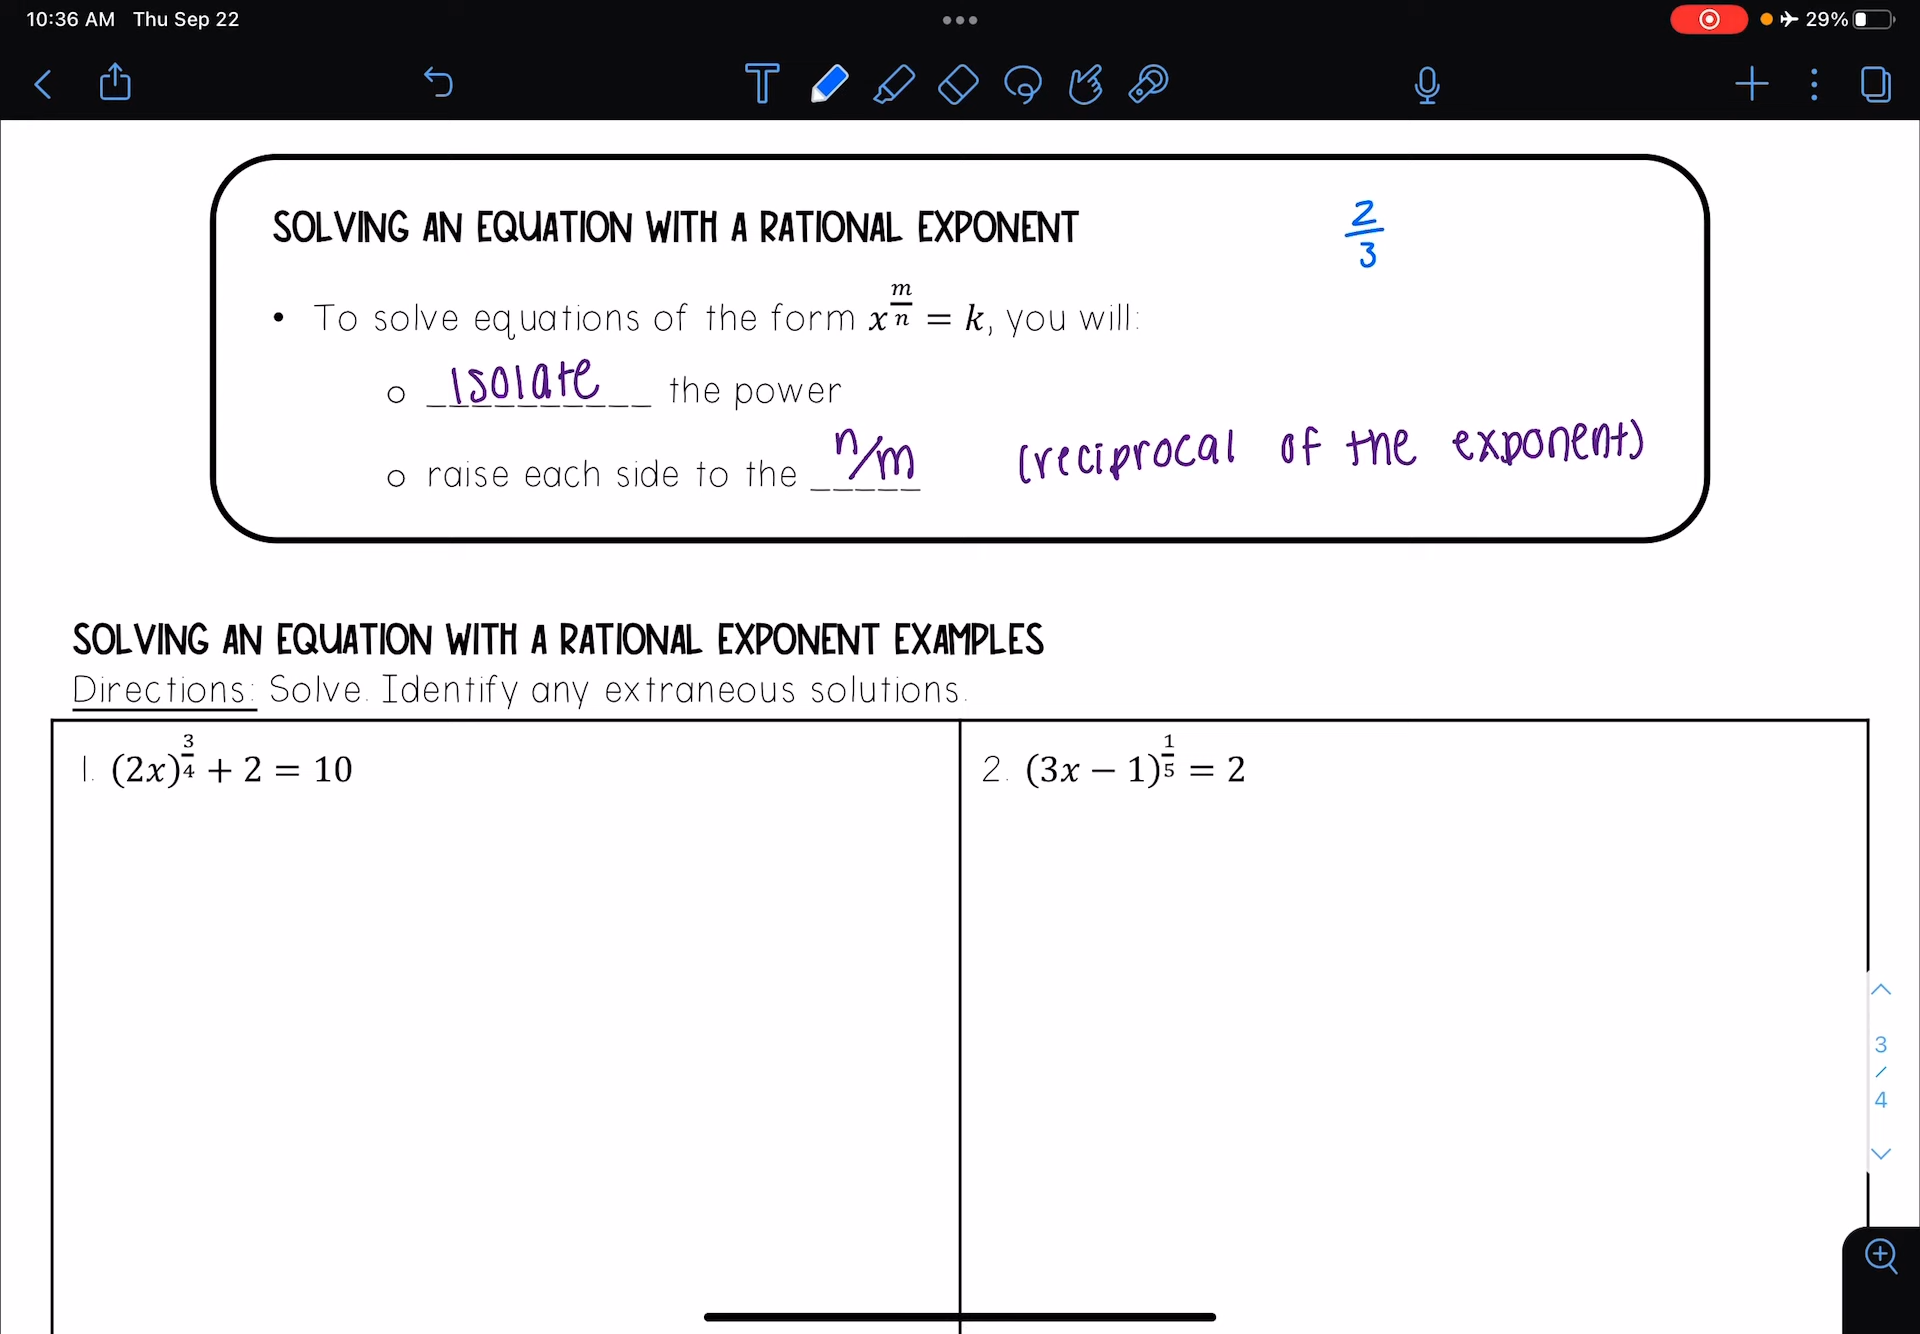 10:36 AM Thu Sep 22
29%
SOLVING AN EQUATION WITH A RATIONAL EXPONENT
2/3
• To solve equations of the form x^(m/n) = k, you will:
o isolate the power
o raise each side to the n/m (reciprocal of the exponent)
SOLVING AN EQUATION WITH A RATIONAL EXPONENT EXAMPLES
Directions: Solve. Identify any extraneous solutions.
1. (2x)^(3/4) + 2 = 10
2. (3x − 1)^(1/5) = 2
3
/
4